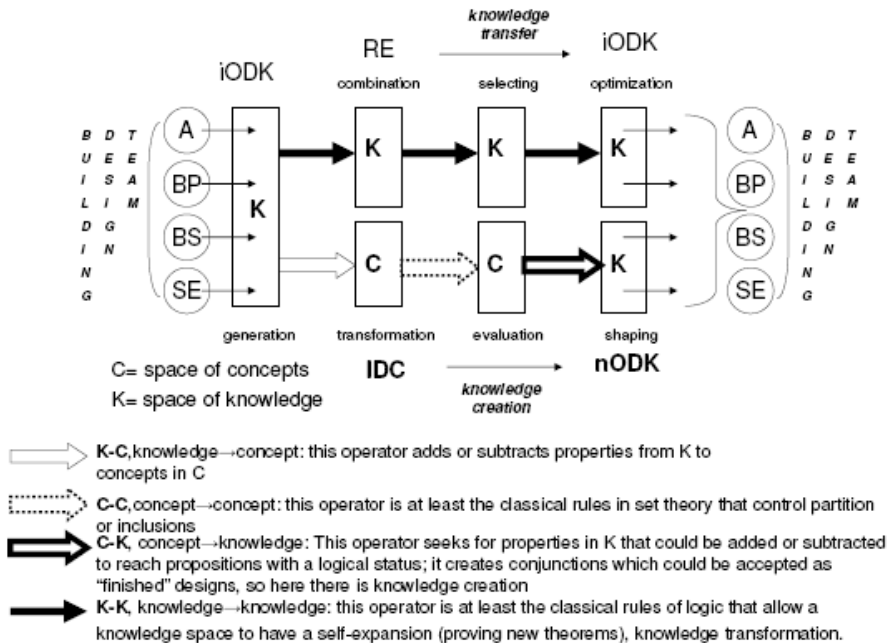 knowledge
transfer
RE
iODK
iODK
combination
selecting
optimization
BUILDING
DESIGN
TEAM
A
BP
BS
SE
K
K
K
K
C
C
K
A
BP
BS
SE
BUILDING
DESIGN
TEAM
generation
transformation
evaluation
shaping
C= space of concepts
K= space of knowledge
IDC
nODK
knowledge
creation
K-C,knowledge→concept: this operator adds or subtracts properties from K to
concepts in C
C-C,concept→concept: this operator is at least the classical rules in set theory that control partition
or inclusions
C-K, concept→knowledge: This operator seeks for properties in K that could be added or subtracted
to reach propositions with a logical status; it creates conjunctions which could be accepted as
“finished” designs, so here there is knowledge creation
K-K, knowledge→knowledge: this operator is at least the classical rules of logic that allow a
knowledge space to have a self-expansion (proving new theorems), knowledge transformation.